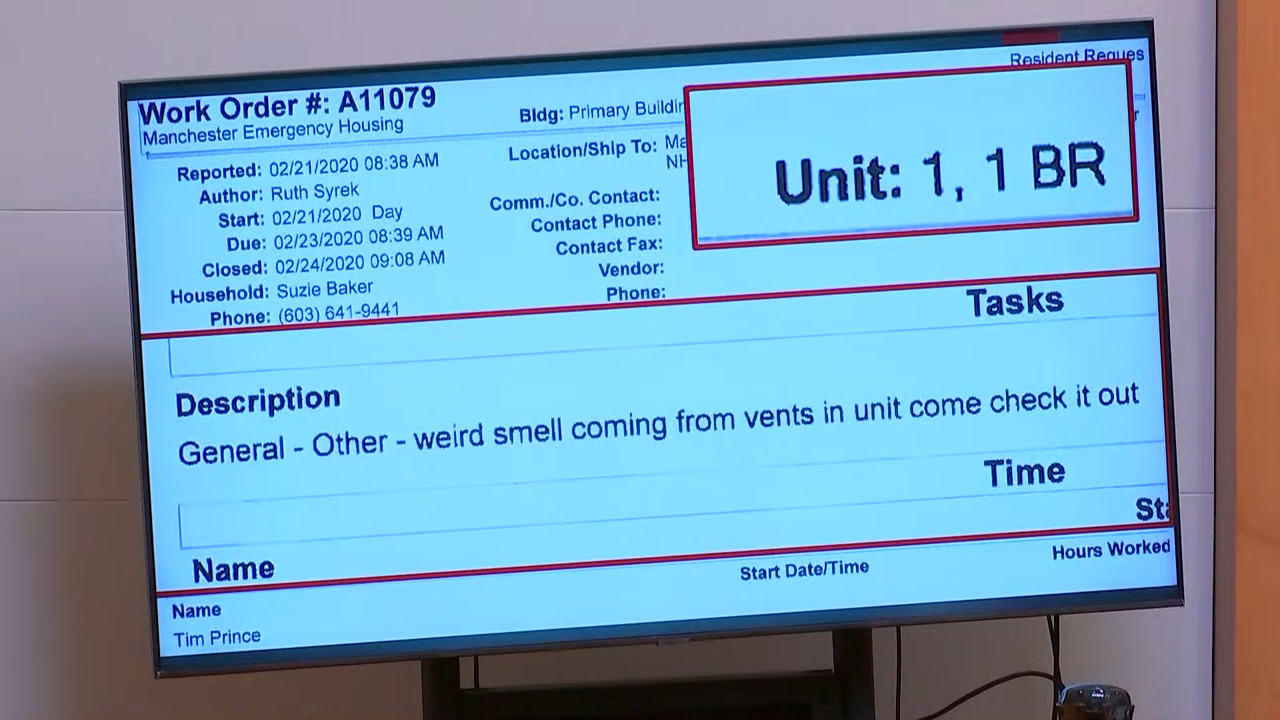 Resident Reques
Work Order #: A11079
Manchester Emergency Housing
Bldg: Primary Buildin
Unit: 1, 1 BR
Reported: 02/21/2020 08:38 AM
Author: Ruth Syrek
Start: 02/21/2020 Day
Due: 02/23/2020 08:39 AM
Closed: 02/24/2020 09:08 AM
Household: Suzie Baker
Phone: (603) 641-9441
Location/Ship To: Ma
NH
Comm./Co. Contact:
Contact Phone:
Contact Fax:
Vendor:
Phone:
Tasks
Description
General - Other - weird smell coming from vents in unit come check it out
Time
Sta
Name
Start Date/Time
Hours Worked
Name
Tim Prince